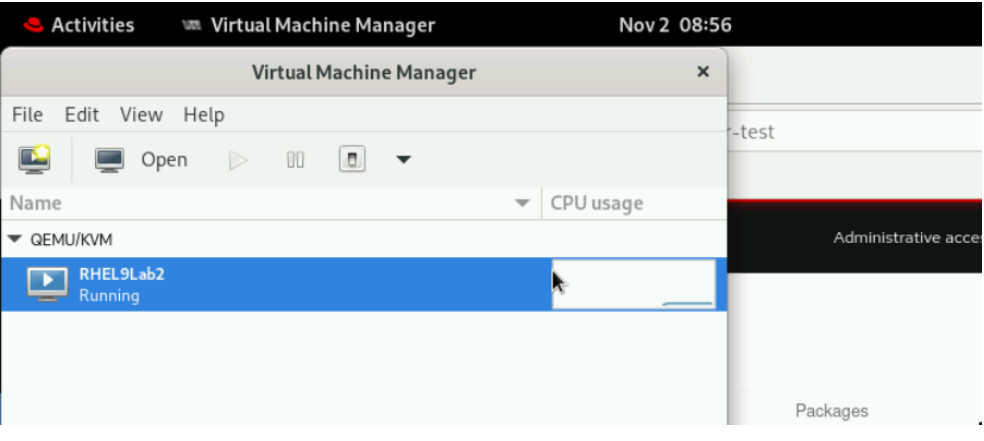 Activities Virtual Machine Manager Nov 2 08:56
Virtual Machine Manager ×
File Edit View Help
Open
Name CPU usage
QEMU/KVM
RHEL9Lab2
Running
r-test
Administrative acce
Packages